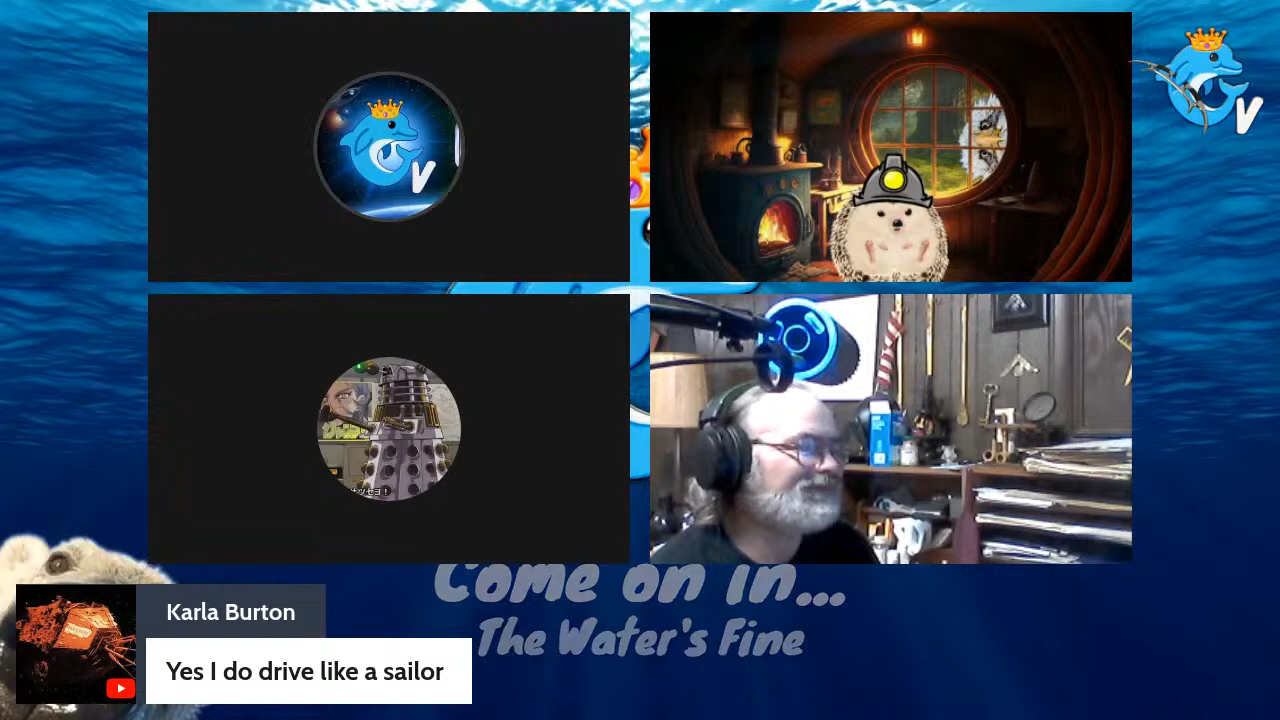 V
V
Come on in...
The Water's Fine
Karla Burton
Yes I do drive like a sailor